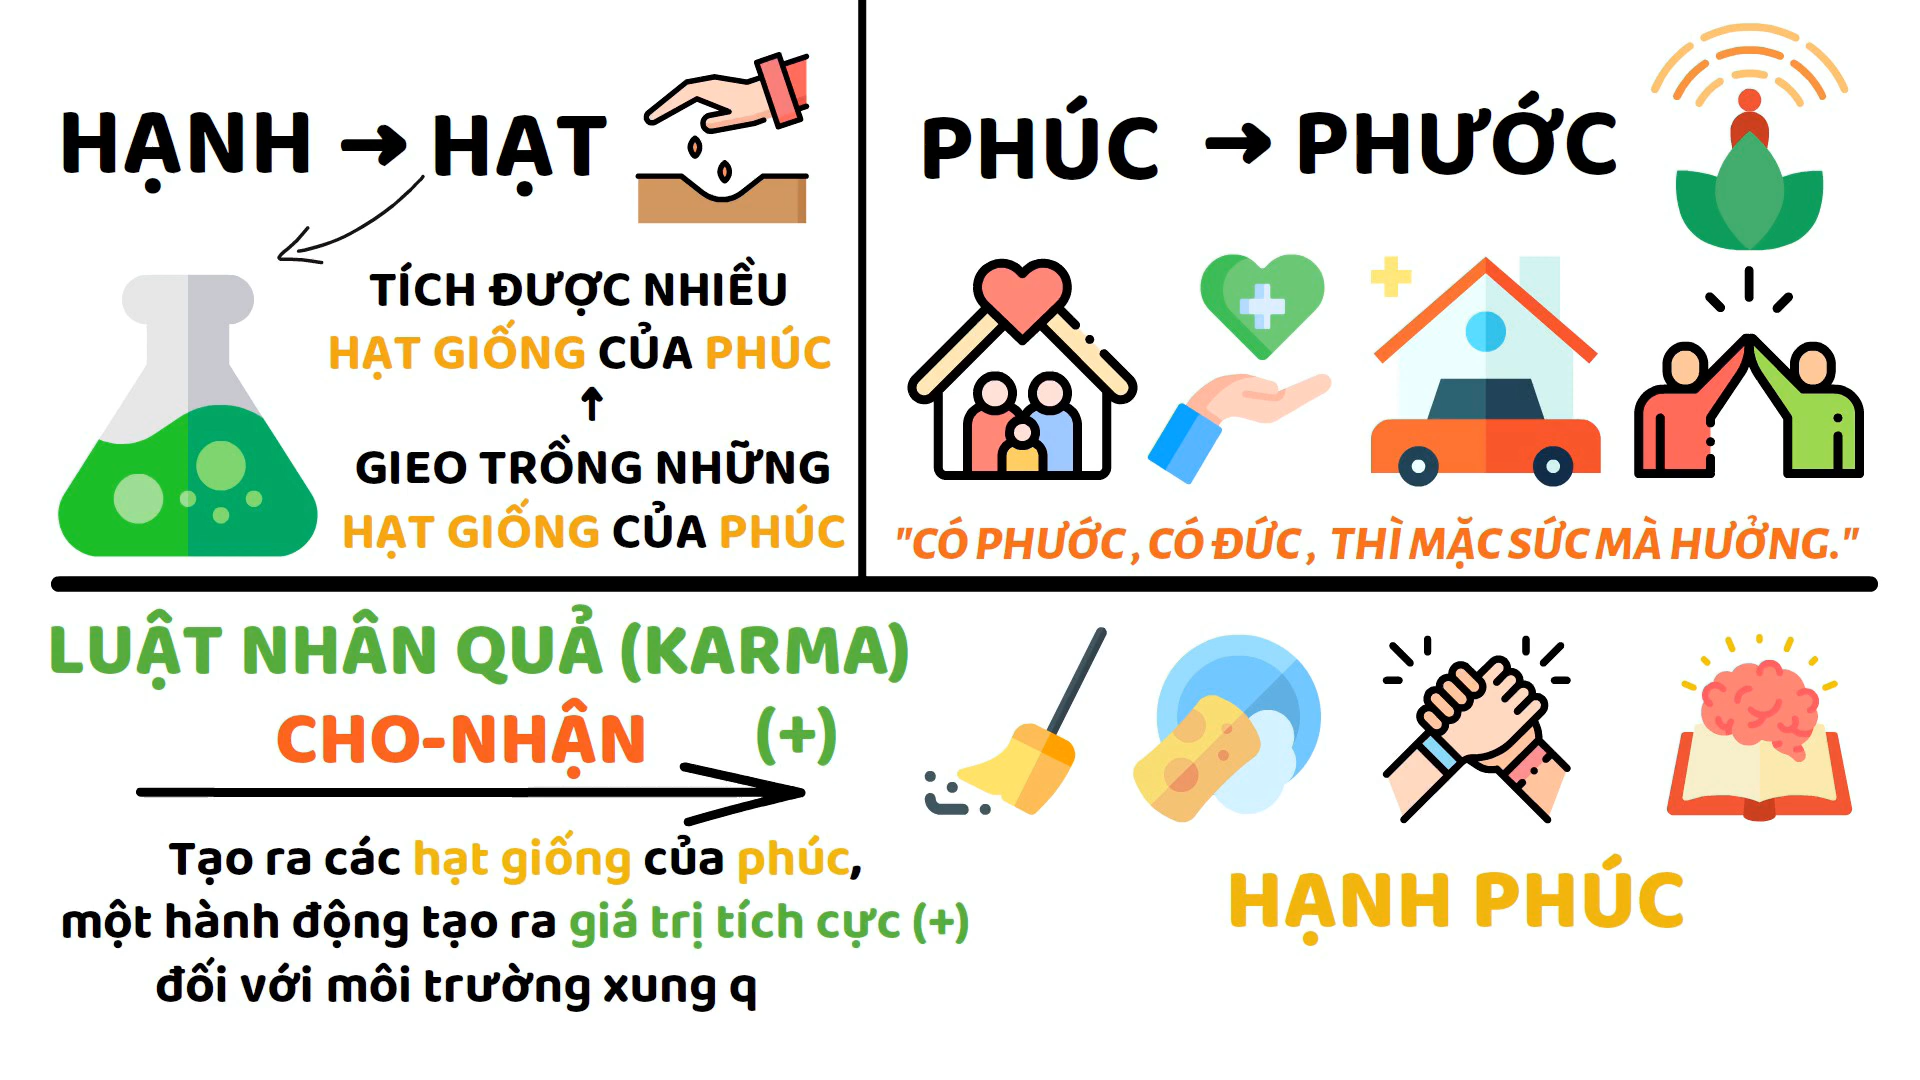 HẠNH → HẠT
TÍCH ĐƯỢC NHIỀU
HẠT GIỐNG CỦA PHÚC
↑
GIEO TRỒNG NHỮNG
HẠT GIỐNG CỦA PHÚC
PHÚC → PHƯỚC
"CÓ PHƯỚC, CÓ ĐỨC, THÌ MẶC SỨC MÀ HƯỞNG."
LUẬT NHÂN QUẢ (KARMA)
CHO-NHẬN (+)
Tạo ra các hạt giống của phúc,
một hành động tạo ra giá trị tích cực (+)
đối với môi trường xung q
HẠNH PHÚC